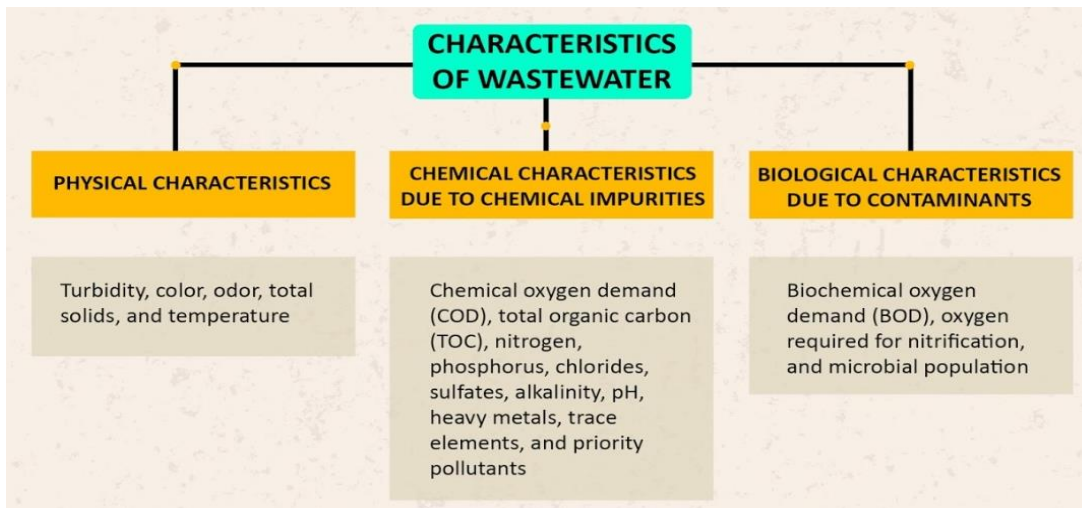 CHARACTERISTICS
OF WASTEWATER
PHYSICAL CHARACTERISTICS
Turbidity, color, odor, total
solids, and temperature
CHEMICAL CHARACTERISTICS
DUE TO CHEMICAL IMPURITIES
Chemical oxygen demand
(COD), total organic carbon
(TOC), nitrogen,
phosphorus, chlorides,
sulfates, alkalinity, pH,
heavy metals, trace
elements, and priority
pollutants
BIOLOGICAL CHARACTERISTICS
DUE TO CONTAMINANTS
Biochemical oxygen
demand (BOD), oxygen
required for nitrification,
and microbial population